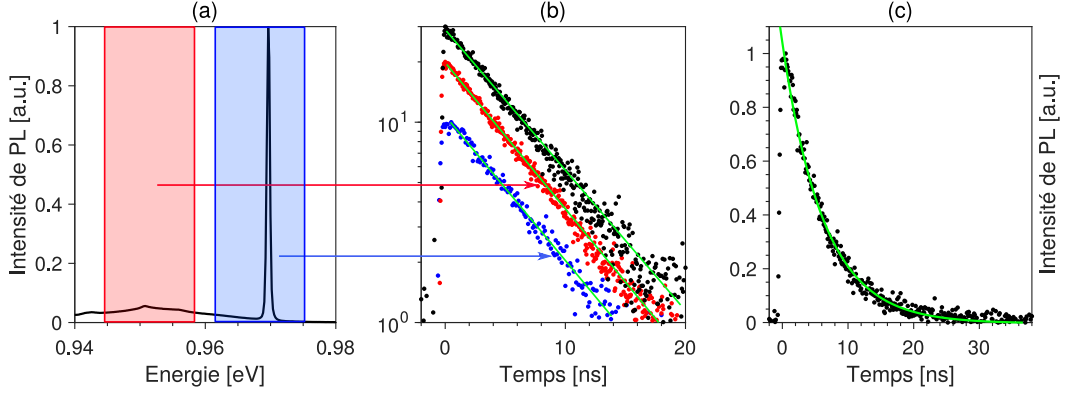 (a) (b) (c)
Intensité de PL [a.u.]
1
0.8
0.6
0.4
0.2
0
0.94 0.96 0.98
Energie [eV]
10¹
10⁰
0 10 20
Temps [ns]
1
0.8
0.6
0.4
0.2
0
0 10 20 30
Temps [ns]
Intensité de PL [a.u.]